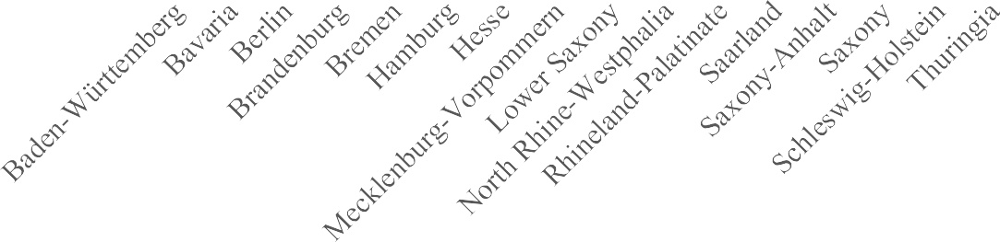 Baden-Württemberg
Bavaria
Berlin
Brandenburg
Bremen
Hamburg
Hesse
Mecklenburg-Vorpommern
Lower Saxony
North Rhine-Westphalia
Rhineland-Palatinate
Saarland
Saxony-Anhalt
Saxony
Schleswig-Holstein
Thuringia